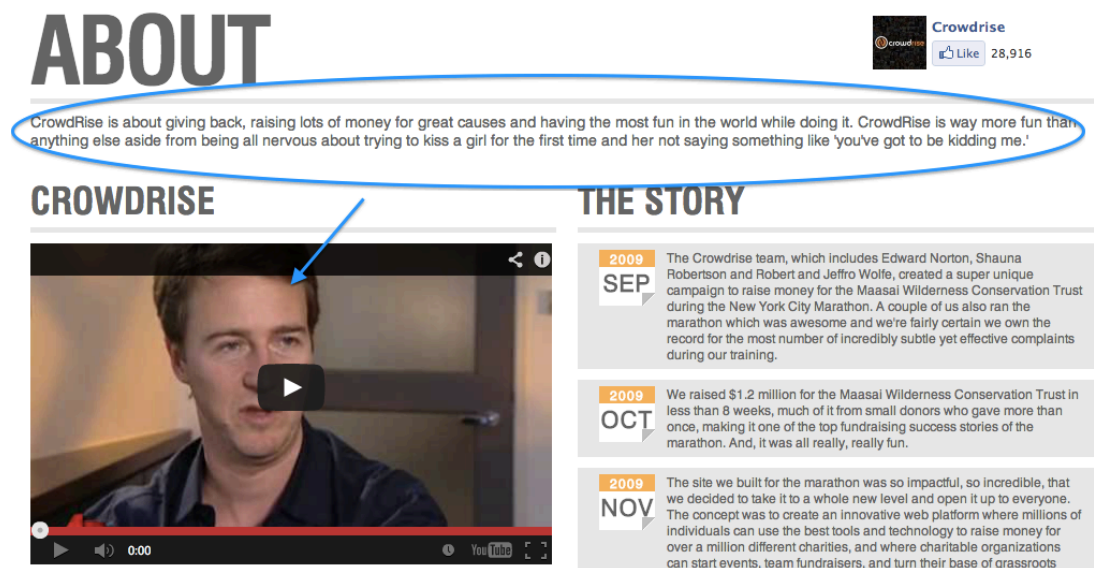 ABOUT
Crowdrise
crowdrise
Like 28,916
CrowdRise is about giving back, raising lots of money for great causes and having the most fun in the world while doing it. CrowdRise is way more fun than
anything else aside from being all nervous about trying to kiss a girl for the first time and her not saying something like 'you've got to be kidding me.'
CROWDRISE
0:00
YouTube
THE STORY
2009
SEP
The Crowdrise team, which includes Edward Norton, Shauna
Robertson and Robert and Jeffro Wolfe, created a super unique
campaign to raise money for the Maasai Wilderness Conservation Trust
during the New York City Marathon. A couple of us also ran the
marathon which was awesome and we're fairly certain we own the
record for the most number of incredibly subtle yet effective complaints
during our training.
2009
OCT
We raised $1.2 million for the Maasai Wilderness Conservation Trust in
less than 8 weeks, much of it from small donors who gave more than
once, making it one of the top fundraising success stories of the
marathon. And, it was all really, really fun.
2009
NOV
The site we built for the marathon was so impactful, so incredible, that
we decided to take it to a whole new level and open it up to everyone.
The concept was to create an innovative web platform where millions of
individuals can use the best tools and technology to raise money for
over a million different charities, and where charitable organizations
can start events, team fundraisers, and turn their base of grassroots